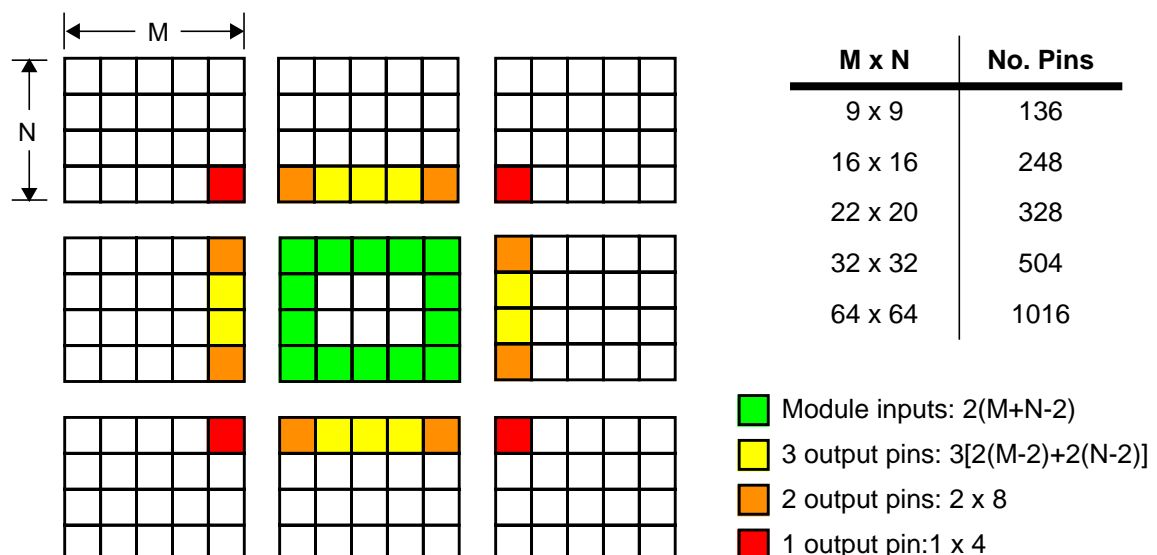 M
N
M x N No. Pins
9 x 9 136
16 x 16 248
22 x 20 328
32 x 32 504
64 x 64 1016
Module inputs: 2(M+N-2)
3 output pins: 3[2(M-2)+2(N-2)]
2 output pins: 2 x 8
1 output pin:1 x 4